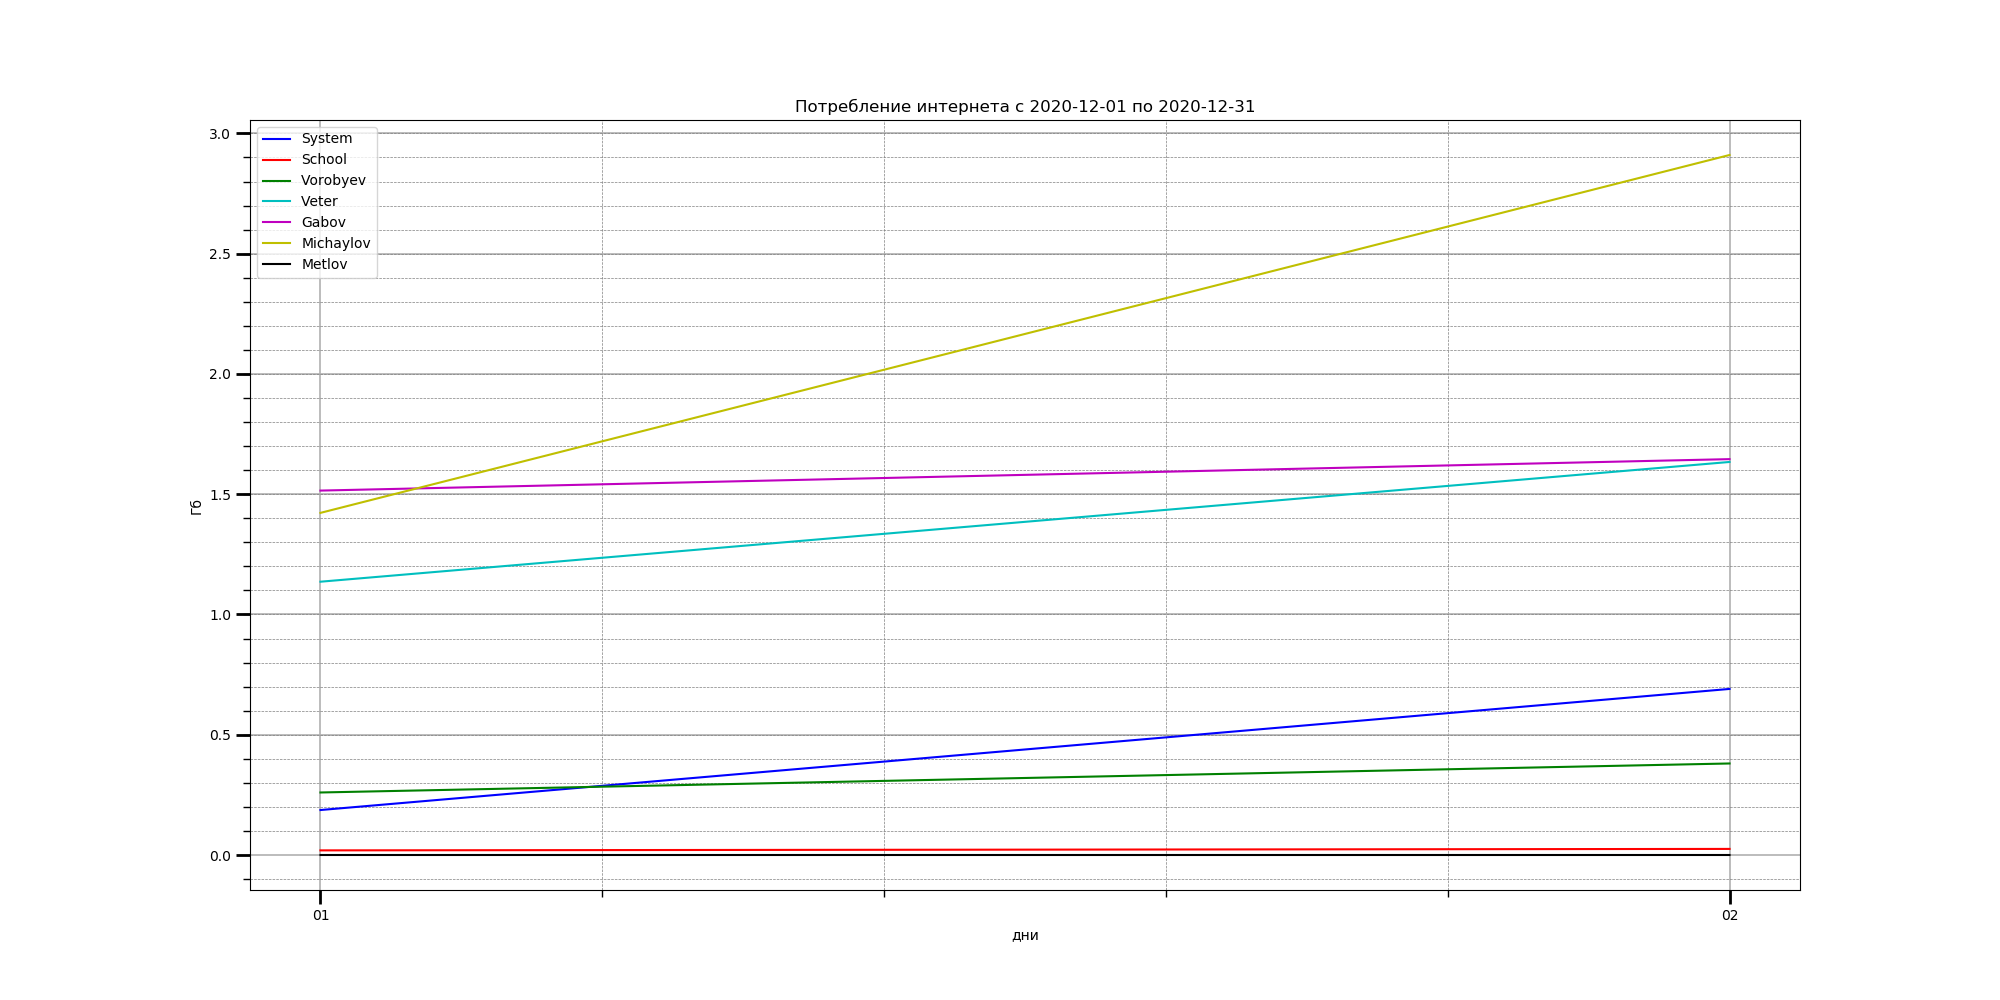 Потребление интернета с 2020-12-01 по 2020-12-31
System
School
Vorobyev
Veter
Gabov
Michaylov
Metlov
3.0
2.5
2.0
1.5
1.0
0.5
0.0
Гб
01
02
дни